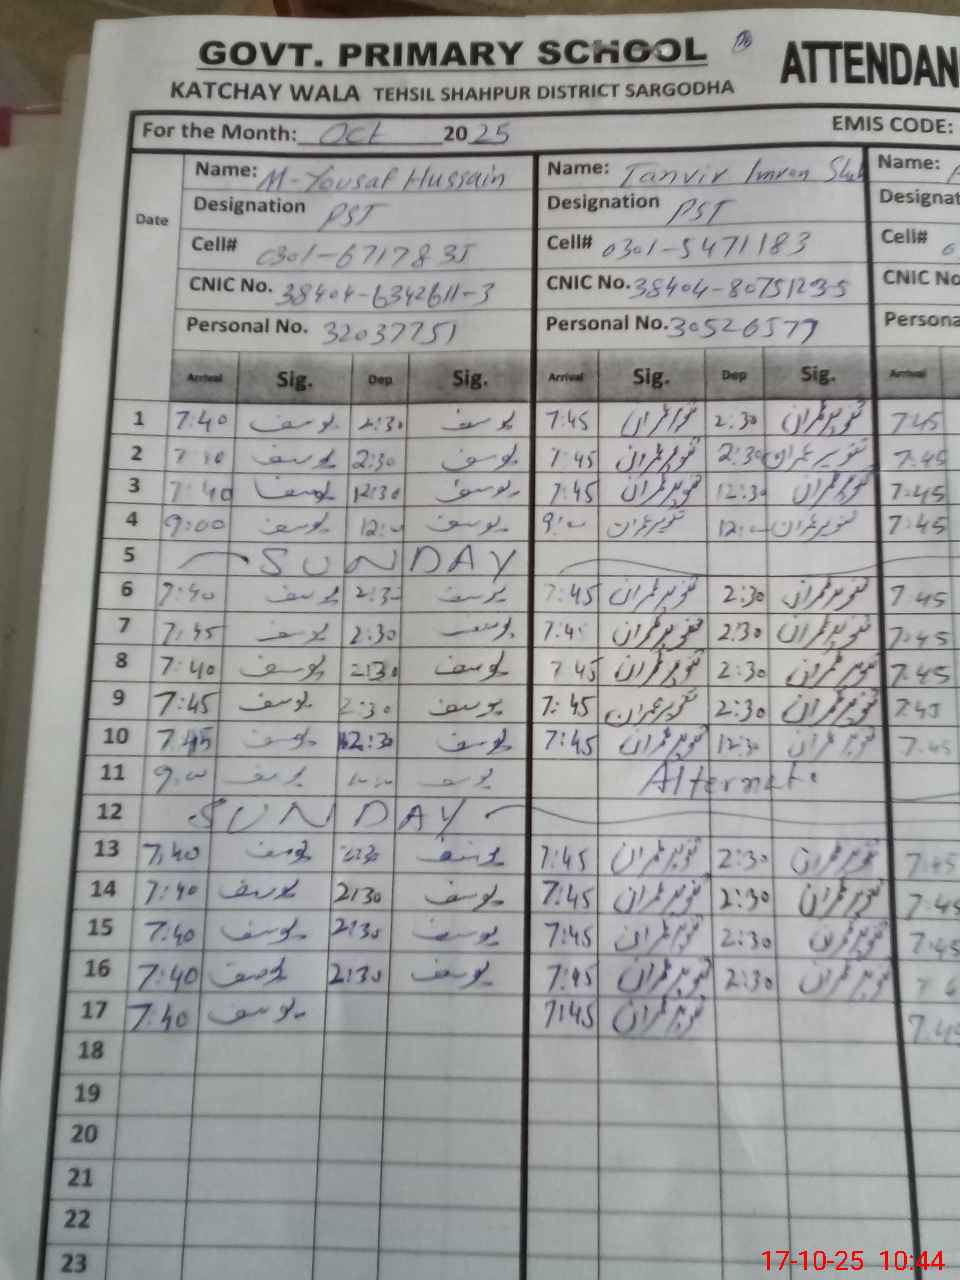 GOVT. PRIMARY SCHOOL ATTENDAN
KATCHAY WALA TEHSIL SHAHPUR DISTRICT SARGODHA
For the Month: Oct 2025 EMIS CODE:
Date Name: M-Yousaf Hussain Name: Tanvir Imran Name:
Designation PST Designation PST Designat
Cell# 0301-6717835 Cell# 0301-5471183 Cell#
CNIC No. 38404-6342611-3 CNIC No. 38404-8075123-5 CNIC No
Personal No. 32037751 Personal No. 30526577 Persona
Arrival Sig. Dep Sig. Arrival Sig. Dep Sig. Arrival
1 7:40 یوسف 2:30 یوسف 7:45 تنویر عمران 2:30 تنویر عمران 7:45
2 یوسف 2:30 یوسف 7:45 تنویر عمران 2:30 تنویر عمران 7:45
3 7:40 یوسف 12:30 یوسف 7:45 تنویر عمران 12:30 تنویر عمران 7:45
4 9:00 یوسف یوسف تنویر عمران تنویر عمران 7:45
5 SUNDAY
6 7:40 یوسف 2:30 یوسف 7:45 تنویر عمران 2:30 تنویر عمران 7:45
7 7:45 یوسف 2:30 یوسف 7:45 تنویر عمران 2:30 تنویر عمران 7:45
8 7:40 یوسف 2:30 یوسف 7:45 تنویر عمران 2:30 تنویر عمران 7:45
9 7:45 یوسف 2:30 یوسف 7:45 تنویر عمران 2:30 تنویر عمران 7:45
10 7:45 یوسف 12:30 یوسف 7:45 تنویر عمران 12:30 تنویر عمران 7:45
11 یوسف یوسف Alternate
12 SUNDAY
13 7:40 یوسف 2:30 یوسف 7:45 تنویر عمران 2:30 تنویر عمران 7:45
14 7:40 یوسف 2:30 یوسف 7:45 تنویر عمران 2:30 تنویر عمران 7:45
15 7:40 یوسف 2:30 یوسف 7:45 تنویر عمران 2:30 تنویر عمران 7:45
16 7:40 یوسف 2:30 یوسف 7:45 تنویر عمران 2:30 تنویر عمران
17 7:40 یوسف 7:45 تنویر عمران 7:45
18
19
20
21
22
23
17-10-25 10:44